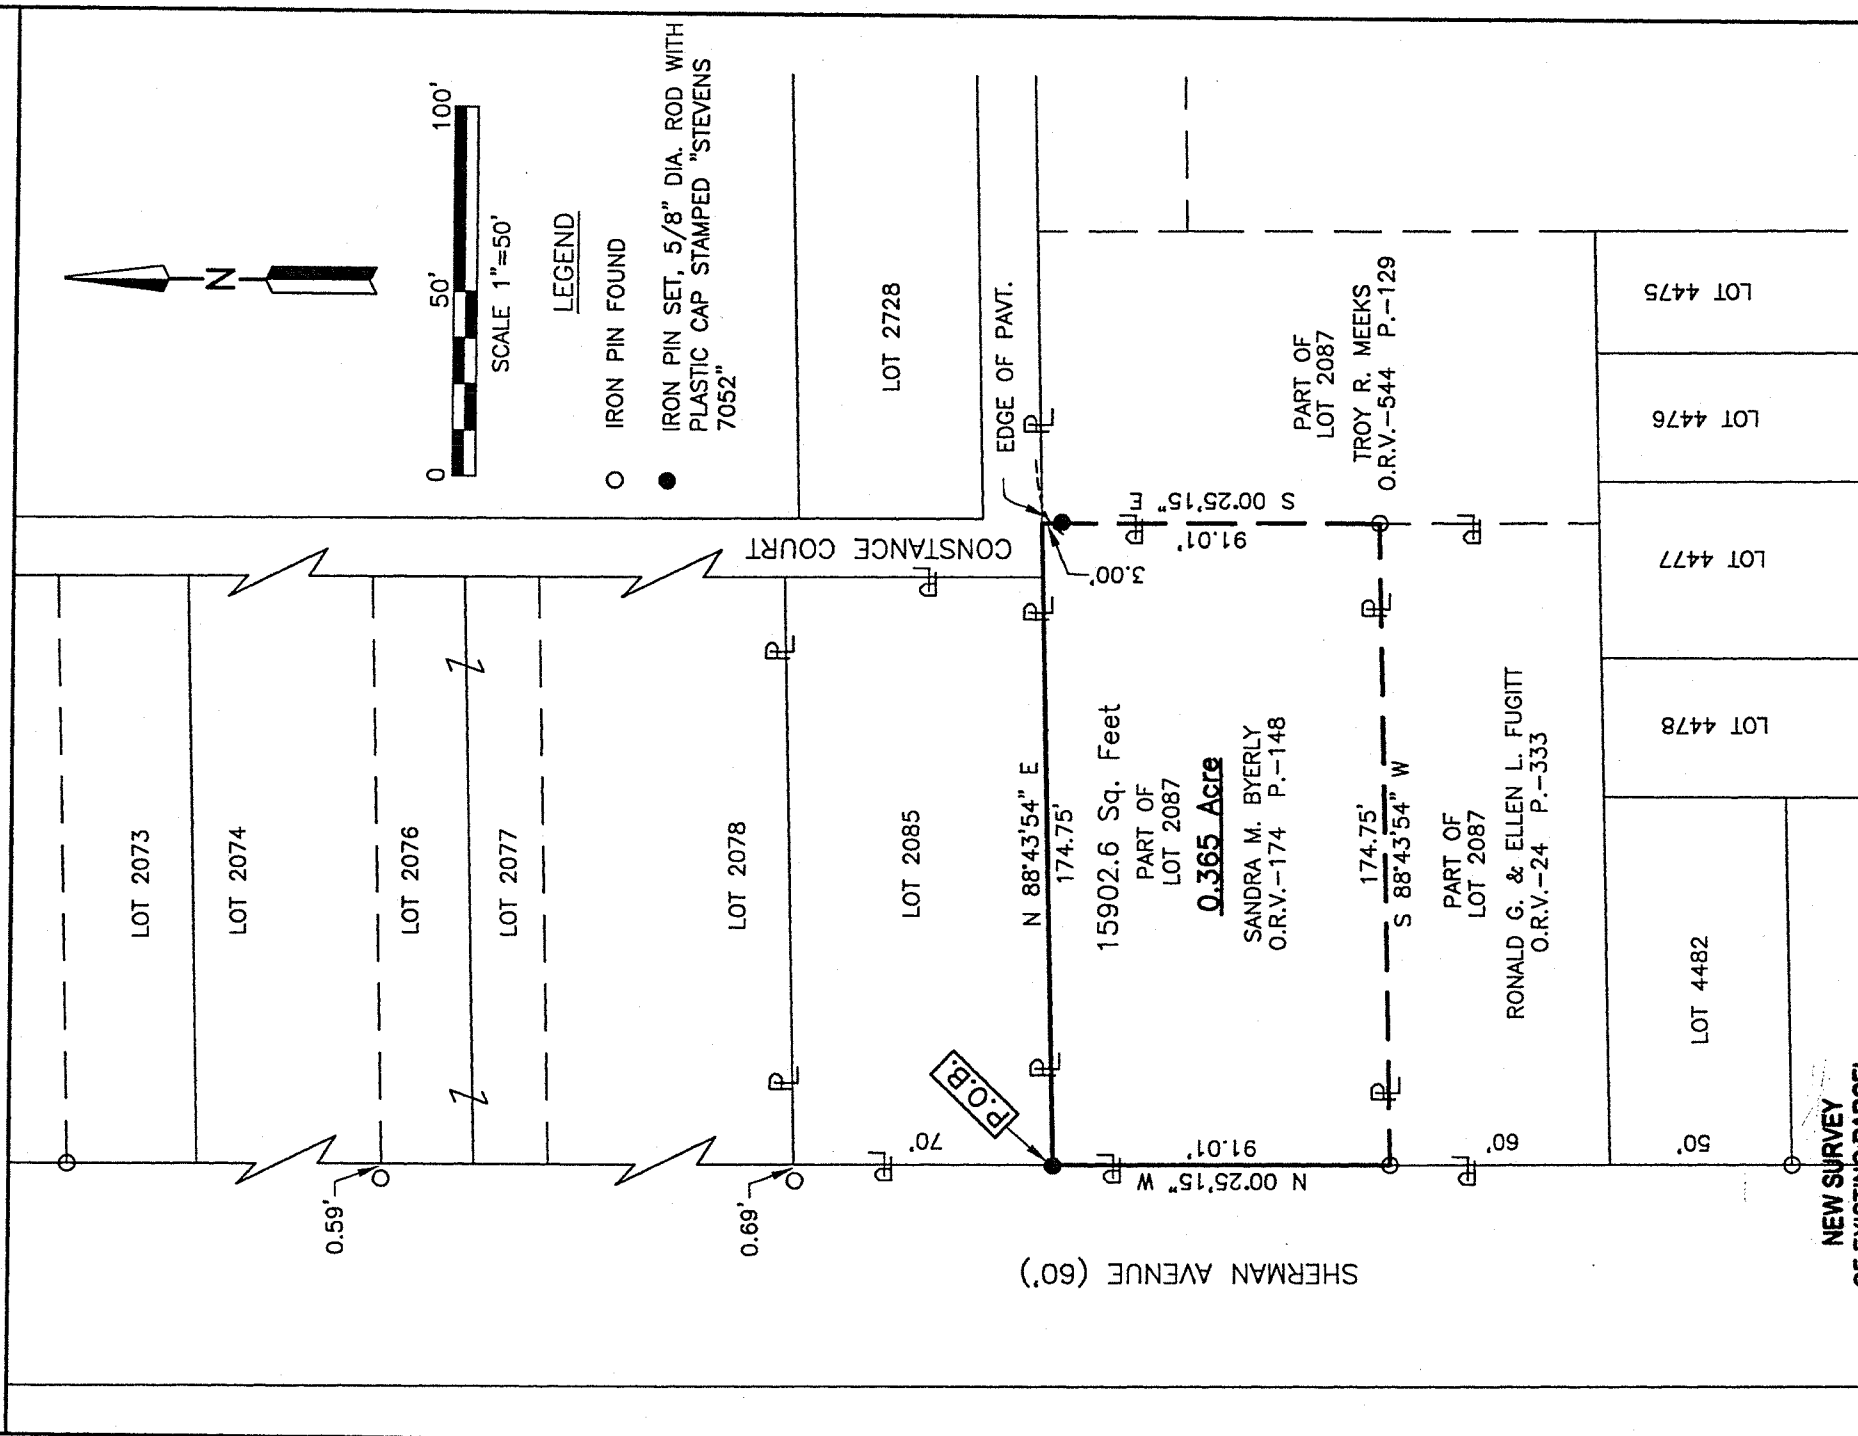 N
0 50' 100'
SCALE 1"=50'
LEGEND
IRON PIN FOUND
IRON PIN SET, 5/8" DIA. ROD WITH
PLASTIC CAP STAMPED "STEVENS
7052"
LOT 2073
LOT 2074
0.59'
LOT 2076
LOT 2077
LOT 2078
0.69'
LOT 2085
70'
CONSTANCE COURT
LOT 2728
EDGE OF PAVT.
P.O.B.
N 88°43'54" E
174.75'
3.00'
15902.6 Sq. Feet
PART OF
LOT 2087
0.365 Acre
SANDRA M. BYERLY
O.R.V.-174 P.-148
N 00°25'15" W
91.01'
S 00°25'15" E
91.01'
PART OF
LOT 2087
TROY R. MEEKS
O.R.V.-544 P.-129
174.75'
S 88°43'54" W
PART OF
LOT 2087
RONALD G. & ELLEN L. FUGITT
O.R.V.-24 P.-333
60'
SHERMAN AVENUE (60')
LOT 4482
50'
LOT 4478
LOT 4477
LOT 4476
LOT 4475
NEW SURVEY
OF EXISTING PARCEL